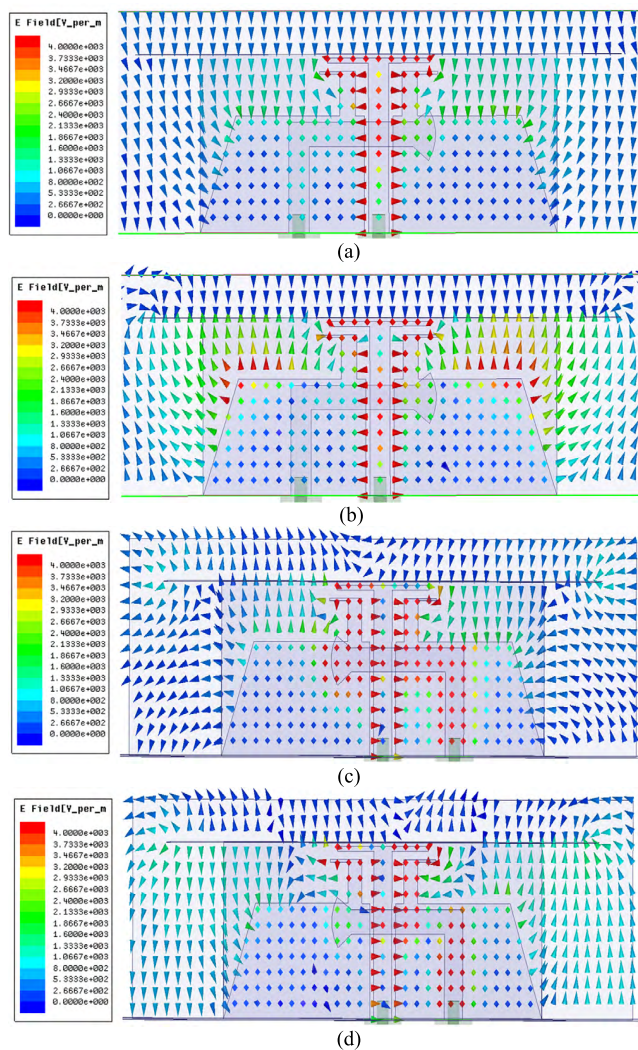 E Field[V_per_m
4.0000e+003
3.7333e+003
3.4667e+003
3.2000e+003
2.9333e+003
2.6667e+003
2.4000e+003
2.1333e+003
1.8667e+003
1.6000e+003
1.3333e+003
1.0667e+003
8.0000e+002
5.3333e+002
2.6667e+002
0.0000e+000
(a)
E Field[V_per_m
4.0000e+003
3.7333e+003
3.4667e+003
3.2000e+003
2.9333e+003
2.6667e+003
2.4000e+003
2.1333e+003
1.8667e+003
1.6000e+003
1.3333e+003
1.0667e+003
8.0000e+002
5.3333e+002
2.6667e+002
0.0000e+000
(b)
E Field[V_per_m
4.0000e+003
3.7333e+003
3.4667e+003
3.2000e+003
2.9333e+003
2.6667e+003
2.4000e+003
2.1333e+003
1.8667e+003
1.6000e+003
1.3333e+003
1.0667e+003
8.0000e+002
5.3333e+002
2.6667e+002
0.0000e+000
(c)
E Field[V_per_m
4.0000e+003
3.7333e+003
3.4667e+003
3.2000e+003
2.9333e+003
2.6667e+003
2.4000e+003
2.1333e+003
1.8667e+003
1.6000e+003
1.3333e+003
1.0667e+003
8.0000e+002
5.3333e+002
2.6667e+002
0.0000e+000
(d)